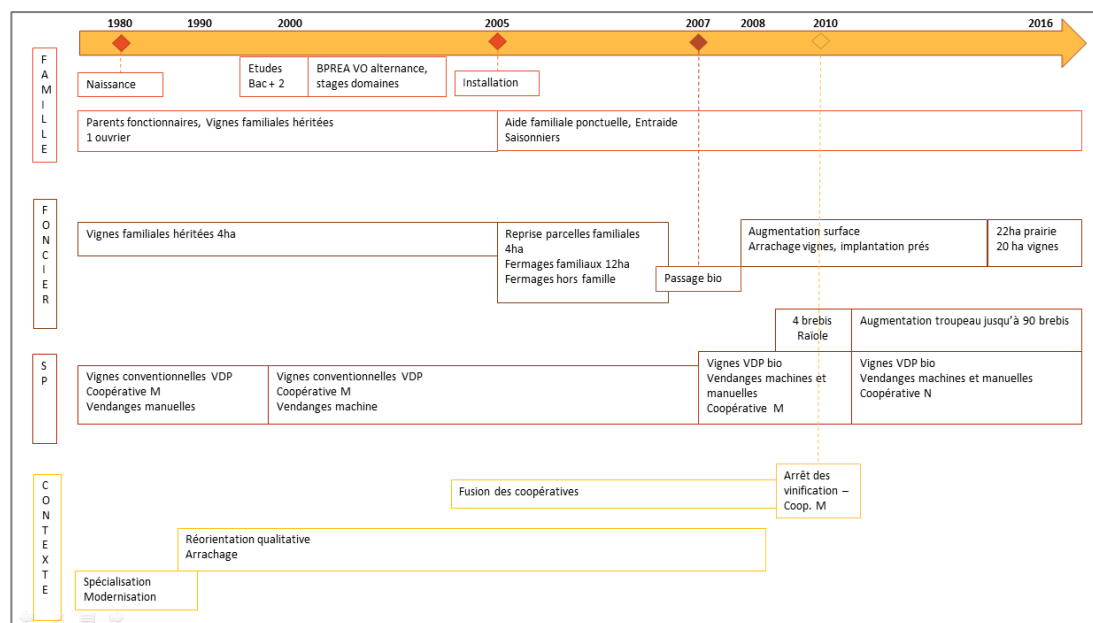 1980 1990 2000 2005 2007 2008 2010 2016
FAMILLE
Naissance
Etudes
Bac + 2
BPREA VO alternance,
stages domaines
Installation
Parents fonctionnaires, Vignes familiales héritées
1 ouvrier
Aide familiale ponctuelle, Entraide
Saisonniers
FONCIER
Vignes familiales héritées 4ha
Reprise parcelles familiales
4ha
Fermages familiaux 12ha
Fermages hors famille
Passage bio
Augmentation surface
Arrachage vignes, implantation prés
22ha prairie
20 ha vignes
SP
4 brebis
Raïole
Augmentation troupeau jusqu'à 90 brebis
Vignes conventionnelles VDP
Coopérative M
Vendanges manuelles
Vignes conventionnelles VDP
Coopérative M
Vendanges machine
Vignes VDP bio
Vendanges machines et
manuelles
Coopérative M
Vignes VDP bio
Vendanges machines et manuelles
Coopérative N
CONTEXTE
Fusion des coopératives
Arrêt des
vinification –
Coop. M
Réorientation qualitative
Arrachage
Spécialisation
Modernisation